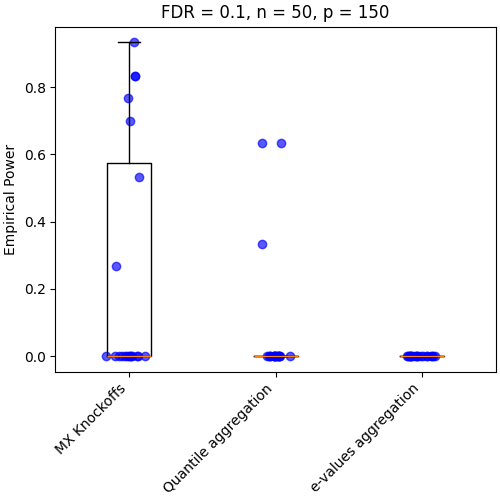 FDR = 0.1, n = 50, p = 150
Empirical Power
0.8
0.6
0.4
0.2
0.0
MX Knockoffs
Quantile aggregation
e-values aggregation